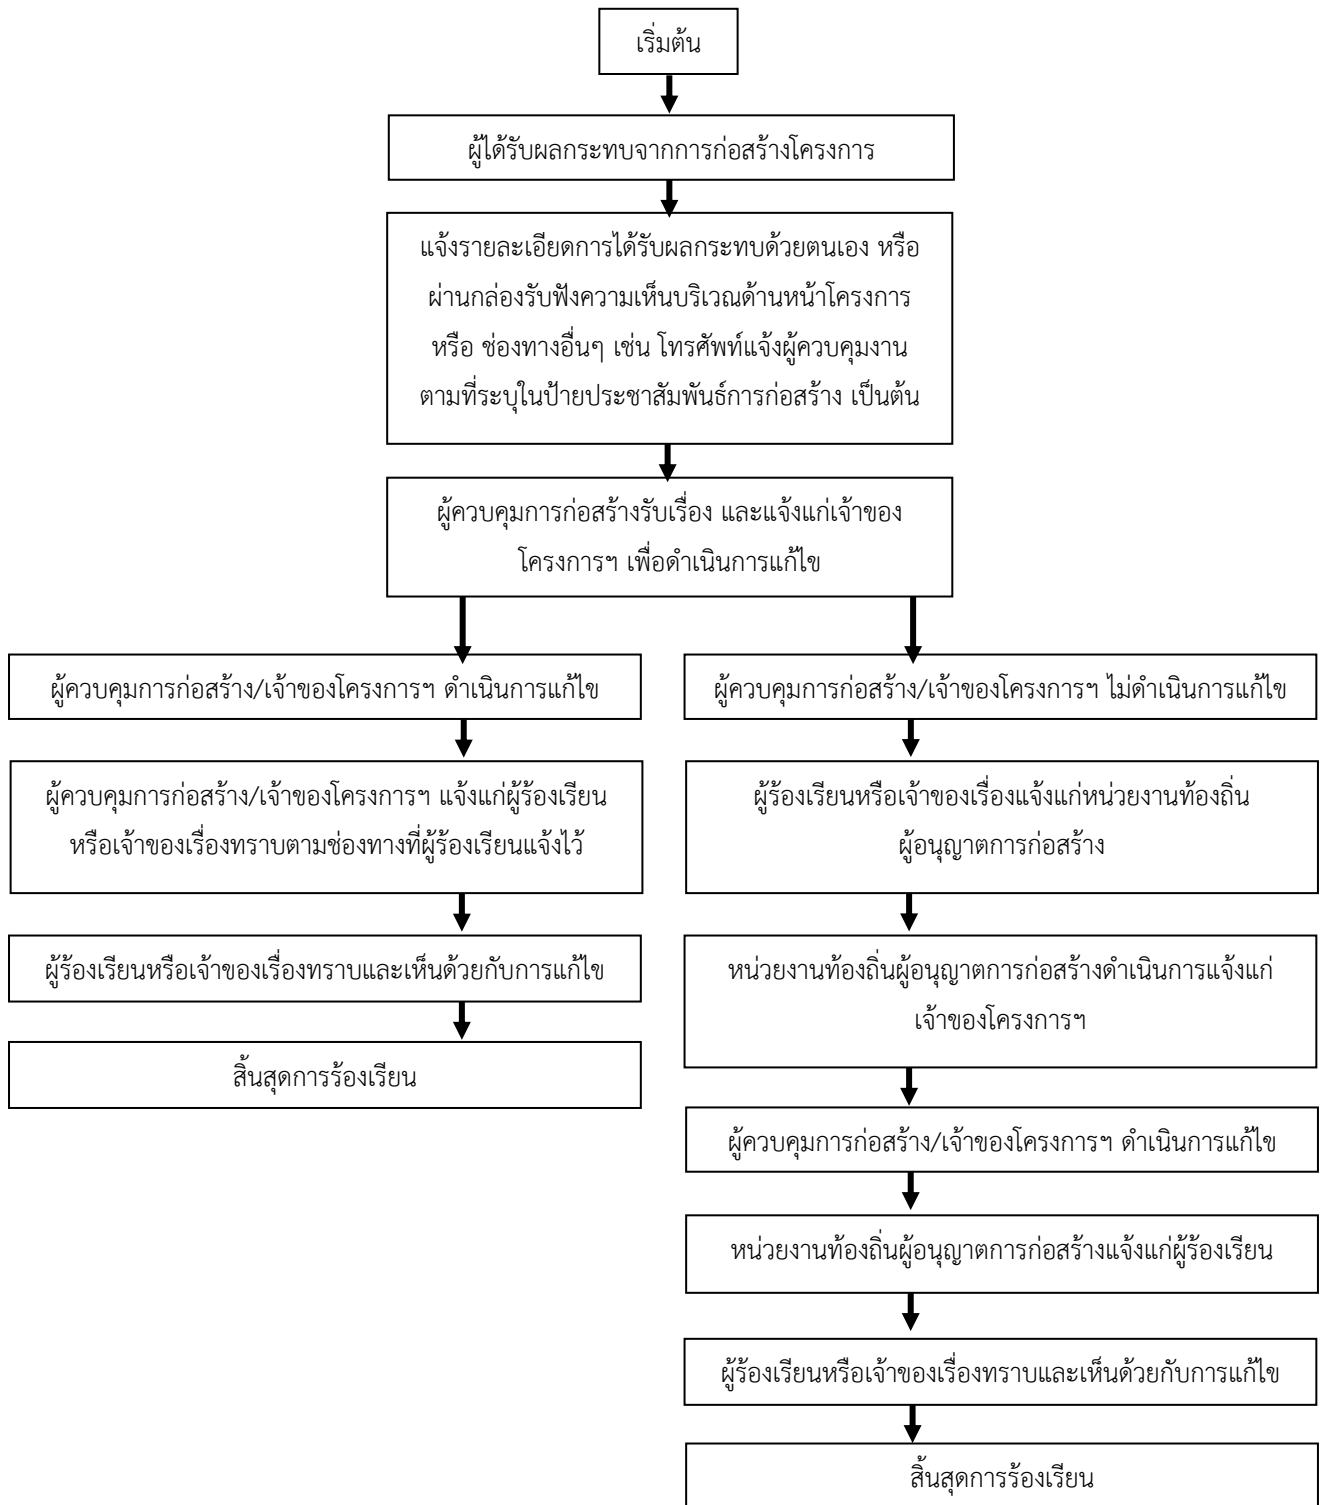 เริ่มต้น
ผู้ได้รับผลกระทบจากการก่อสร้างโครงการ
แจ้งรายละเอียดการได้รับผลกระทบด้วยตนเอง หรือ
ผ่านกล่องรับฟังความเห็นบริเวณด้านหน้าโครงการ
หรือ ช่องทางอื่นๆ เช่น โทรศัพท์แจ้งผู้ควบคุมงาน
ตามที่ระบุในป้ายประชาสัมพันธ์การก่อสร้าง เป็นต้น
ผู้ควบคุมการก่อสร้างรับเรื่อง และแจ้งแก่เจ้าของ
โครงการฯ เพื่อดำเนินการแก้ไข
ผู้ควบคุมการก่อสร้าง/เจ้าของโครงการฯ ดำเนินการแก้ไข
ผู้ควบคุมการก่อสร้าง/เจ้าของโครงการฯ แจ้งแก่ผู้ร้องเรียน
หรือเจ้าของเรื่องทราบตามช่องทางที่ผู้ร้องเรียนแจ้งไว้
ผู้ร้องเรียนหรือเจ้าของเรื่องทราบและเห็นด้วยกับการแก้ไข
สิ้นสุดการร้องเรียน
ผู้ควบคุมการก่อสร้าง/เจ้าของโครงการฯ ไม่ดำเนินการแก้ไข
ผู้ร้องเรียนหรือเจ้าของเรื่องแจ้งแก่หน่วยงานท้องถิ่น
ผู้อนุญาตการก่อสร้าง
หน่วยงานท้องถิ่นผู้อนุญาตการก่อสร้างดำเนินการแจ้งแก่
เจ้าของโครงการฯ
ผู้ควบคุมการก่อสร้าง/เจ้าของโครงการฯ ดำเนินการแก้ไข
หน่วยงานท้องถิ่นผู้อนุญาตการก่อสร้างแจ้งแก่ผู้ร้องเรียน
ผู้ร้องเรียนหรือเจ้าของเรื่องทราบและเห็นด้วยกับการแก้ไข
สิ้นสุดการร้องเรียน